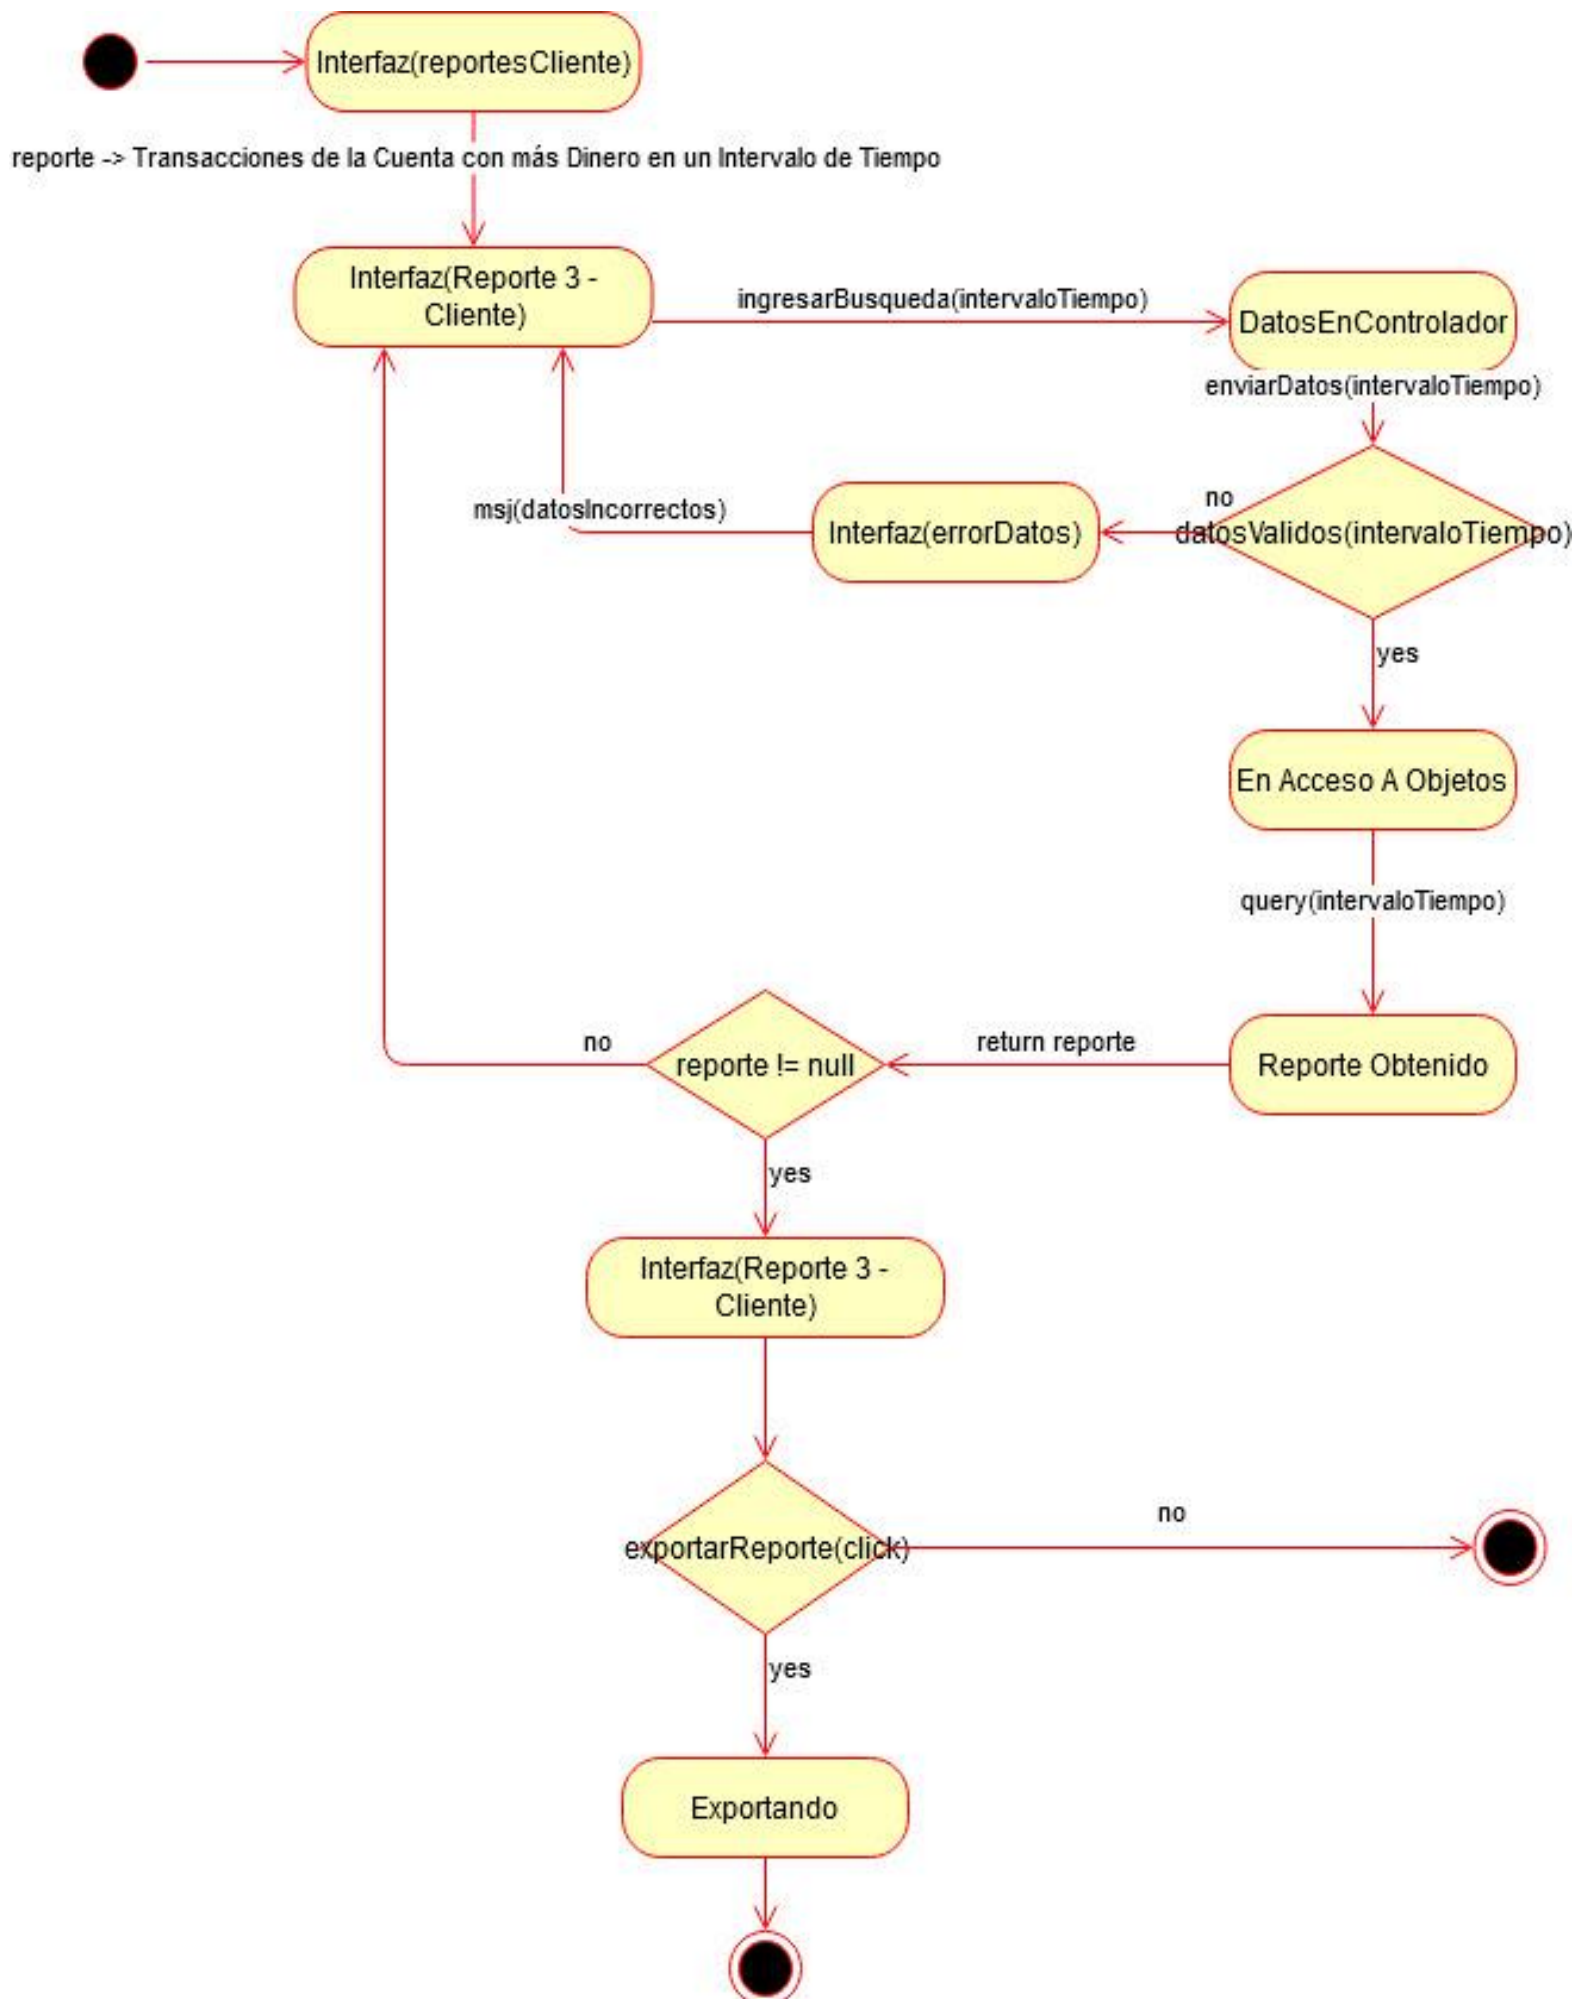 Interfaz(reportesCliente)
reporte -> Transacciones de la Cuenta con más Dinero en un Intervalo de Tiempo
Interfaz(Reporte 3 -
Cliente)
ingresarBusqueda(intervaloTiempo)
DatosEnControlador
enviarDatos(intervaloTiempo)
msj(datosIncorrectos)
Interfaz(errorDatos)
no
datosValidos(intervaloTiempo)
yes
En Acceso A Objetos
query(intervaloTiempo)
no
reporte != null
return reporte
Reporte Obtenido
yes
Interfaz(Reporte 3 -
Cliente)
exportarReporte(click)
no
yes
Exportando